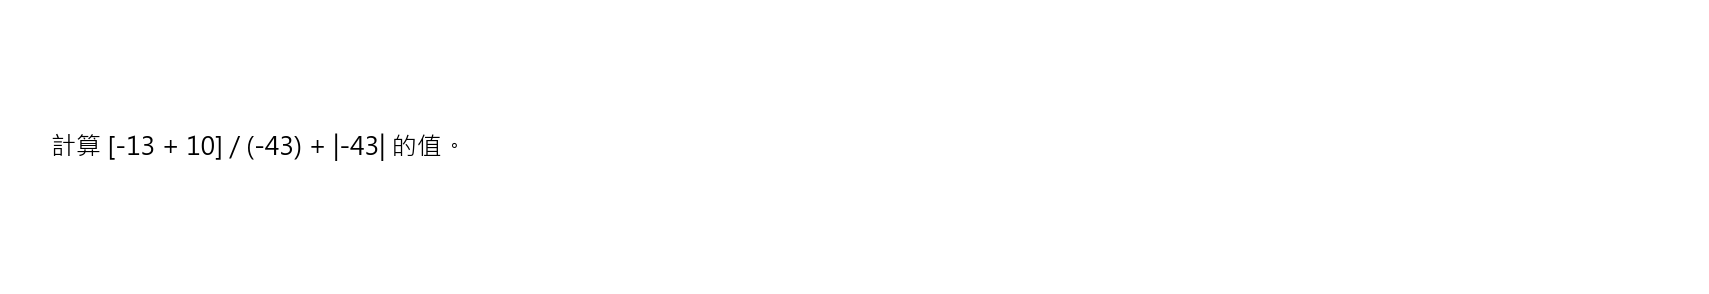 計算 [-13 + 10] / (-43) + |-43| 的值。